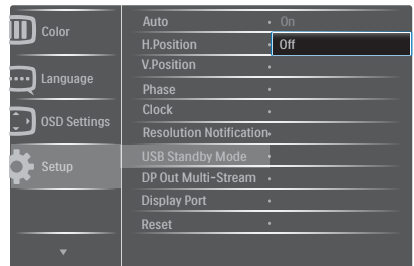 Color
Language
OSD Settings
Setup
Auto • On
H.Position • Off
V.Position •
Phase •
Clock •
Resolution Notification•
USB Standby Mode •
DP Out Multi-Stream •
Display Port •
Reset •